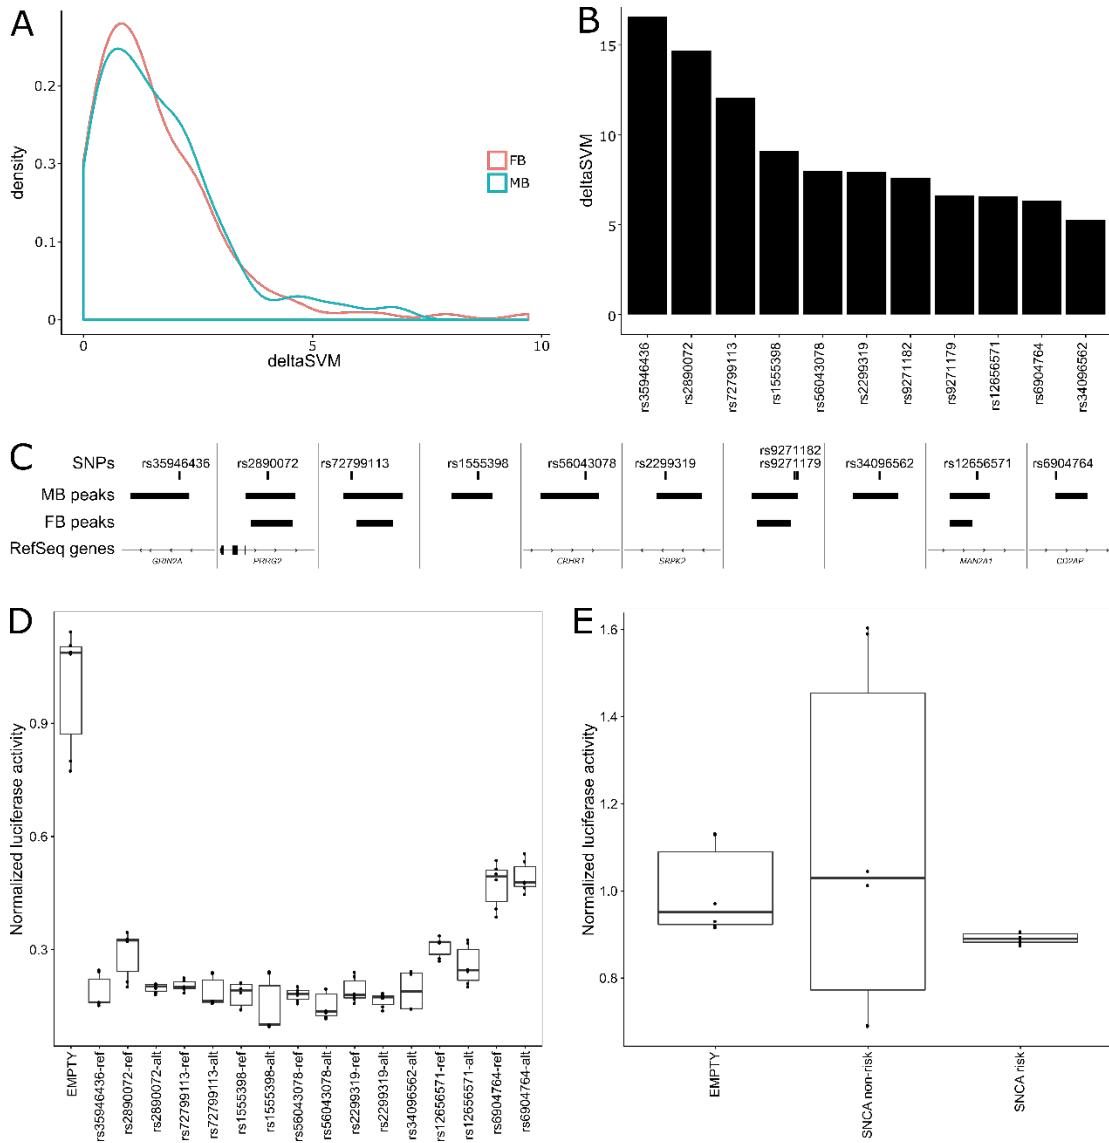 A
density
0.2
0.3
0.1
0
0
5
10
deltaSVM
FB
MB
B
deltaSVM
15
10
5
0
rs35946436
rs2890072
rs72799113
rs1555398
rs56043078
rs2299319
rs9271182
rs9271179
rs12656571
rs6904764
rs34096562
C
SNPs
rs35946436
rs2890072
rs72799113
rs1555398
rs56043078
rs2299319
rs9271182
rs9271179
rs34096562
rs12656571
rs6904764
MB peaks
FB peaks
RefSeq genes
GRIN2A
PRRG2
CRHR1
SRPK2
MAN2A1
CD2AP
D
Normalized luciferase activity
0.9
0.6
0.3
EMPTY
rs35946436-ref
rs2890072-ref
rs2890072-alt
rs72799113-ref
rs72799113-alt
rs1555398-ref
rs1555398-alt
rs56043078-ref
rs56043078-alt
rs2299319-ref
rs2299319-alt
rs34096562-alt
rs12656571-ref
rs12656571-alt
rs6904764-ref
rs6904764-alt
E
Normalized luciferase activity
1.6
1.4
1.2
1.0
0.8
EMPTY
SNCA non-risk
SNCA risk